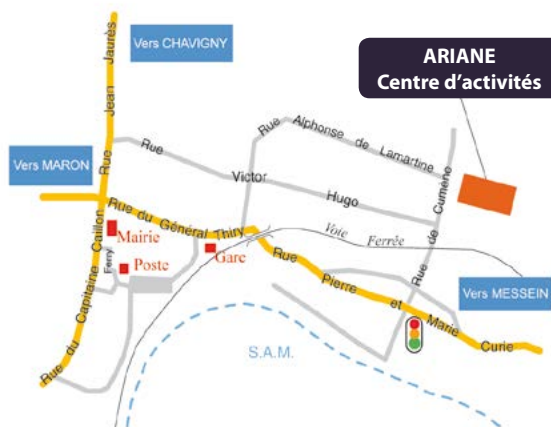 Vers CHAVIGNY
ARIANE
Centre d'activités
Rue Jean Jaurès
Rue Alphonse de Lamartine
Rue Victor Hugo
Vers MARON
Rue de Cumène
Rue du Général Thiry
Mairie
Voie Ferrée
Gare
Ferry
Poste
Rue du Capitaine Caillon
Rue Pierre et Marie Curie
Vers MESSEIN
S.A.M.